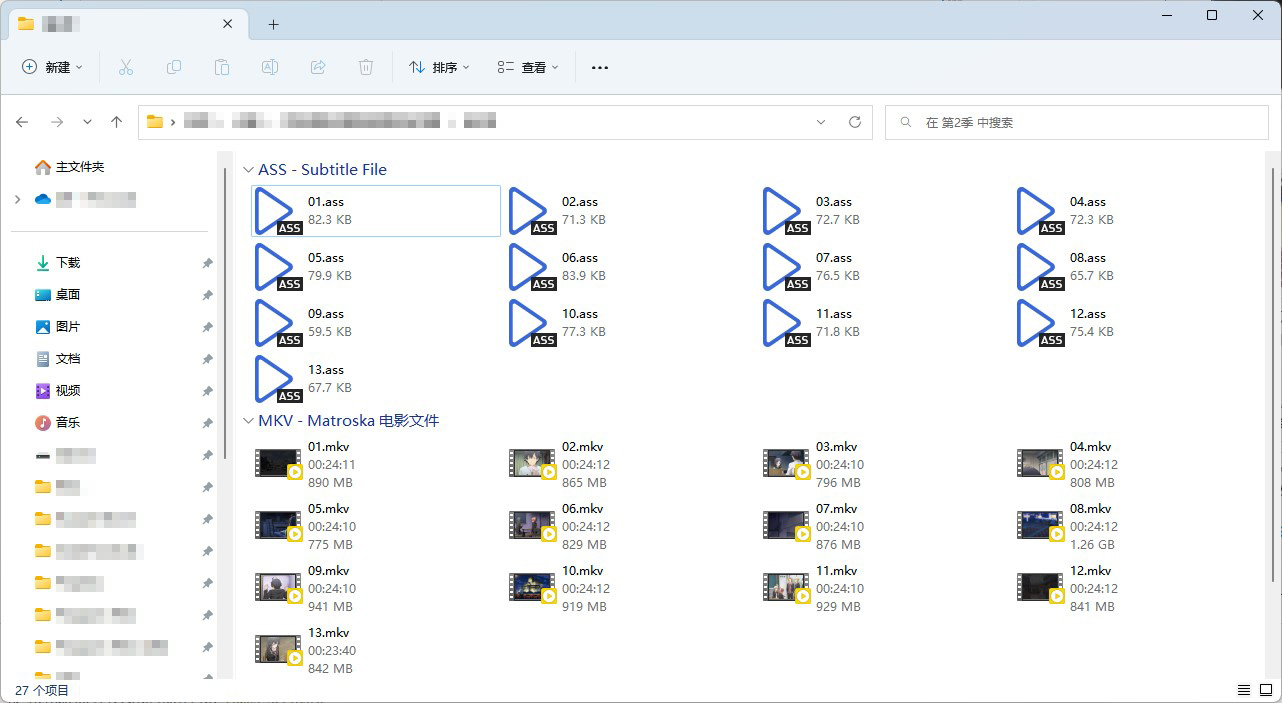 新建
排序
查看
在 第2季 中搜索
主文件夹
下载
桌面
图片
文档
视频
音乐
ASS - Subtitle File
01.ass
82.3 KB
ASS
02.ass
71.3 KB
ASS
03.ass
72.7 KB
ASS
04.ass
72.3 KB
ASS
05.ass
79.9 KB
ASS
06.ass
83.9 KB
ASS
07.ass
76.5 KB
ASS
08.ass
65.7 KB
ASS
09.ass
59.5 KB
ASS
10.ass
77.3 KB
ASS
11.ass
71.8 KB
ASS
12.ass
75.4 KB
ASS
13.ass
67.7 KB
ASS
MKV - Matroska 电影文件
01.mkv
00:24:11
890 MB
02.mkv
00:24:12
865 MB
03.mkv
00:24:10
796 MB
04.mkv
00:24:12
808 MB
05.mkv
00:24:10
775 MB
06.mkv
00:24:12
829 MB
07.mkv
00:24:10
876 MB
08.mkv
00:24:12
1.26 GB
09.mkv
00:24:10
941 MB
10.mkv
00:24:12
919 MB
11.mkv
00:24:10
929 MB
12.mkv
00:24:12
841 MB
13.mkv
00:23:40
842 MB
27 个项目